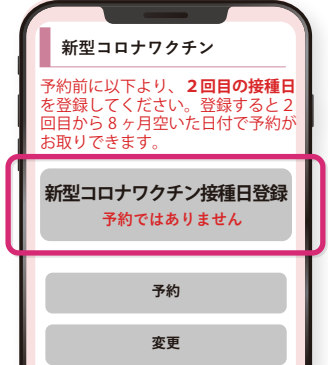 新型コロナワクチン
予約前に以下より、２回目の接種日
を登録してください。登録すると２
回目から８ヶ月空いた日付で予約が
お取りできます。
新型コロナワクチン接種日登録
予約ではありません
予約
変更